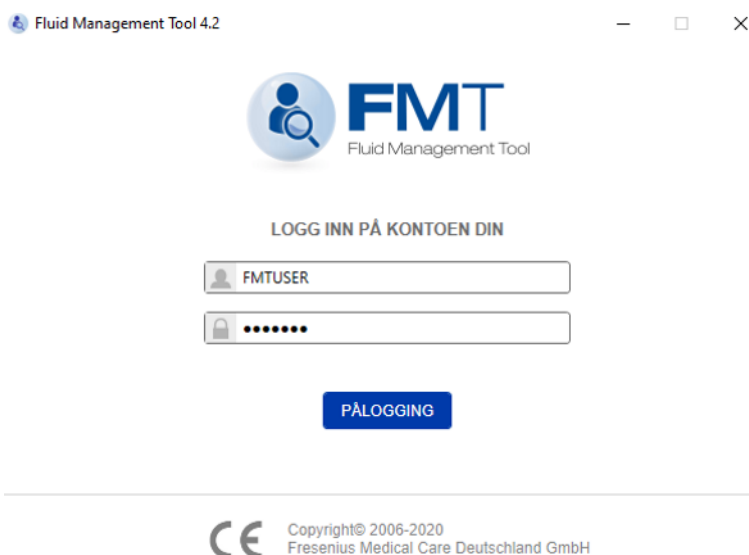 Fluid Management Tool 4.2
FMT
Fluid Management Tool
LOGG INN PÅ KONTOEN DIN
FMTUSER
•••••••
PÅLOGGING
CE
Copyright© 2006-2020
Fresenius Medical Care Deutschland GmbH